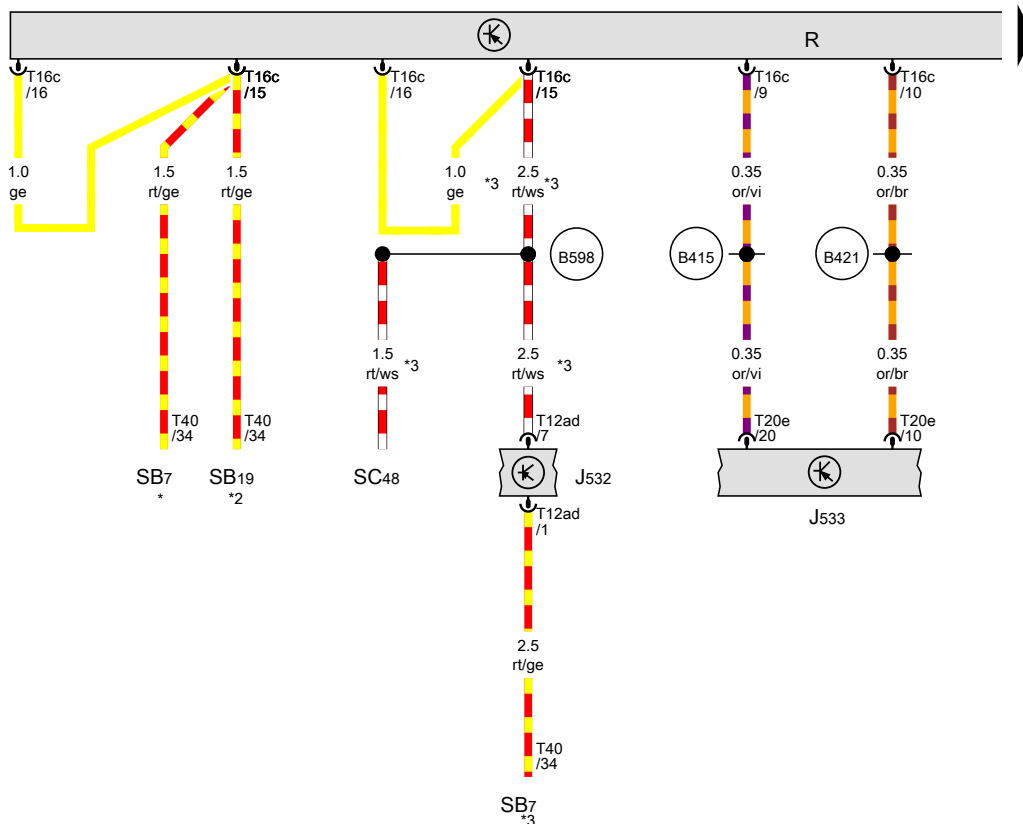 R
T16c
/16
T16c
/15
T16c
/16
T16c
/15
T16c
/9
T16c
/10
1.0
ge
1.5
rt/ge
1.5
rt/ge
1.0
ge
*3
2.5
rt/ws
*3
0.35
or/vi
0.35
or/br
B598
B415
B421
1.5
rt/ws
*3
2.5
rt/ws
*3
0.35
or/vi
0.35
or/br
T40
/34
T40
/34
T12ad
/7
T20e
/20
T20e
/10
SB7
*
SB19
*2
SC48
J532
T12ad
/1
J533
2.5
rt/ge
T40
/34
SB7
*3